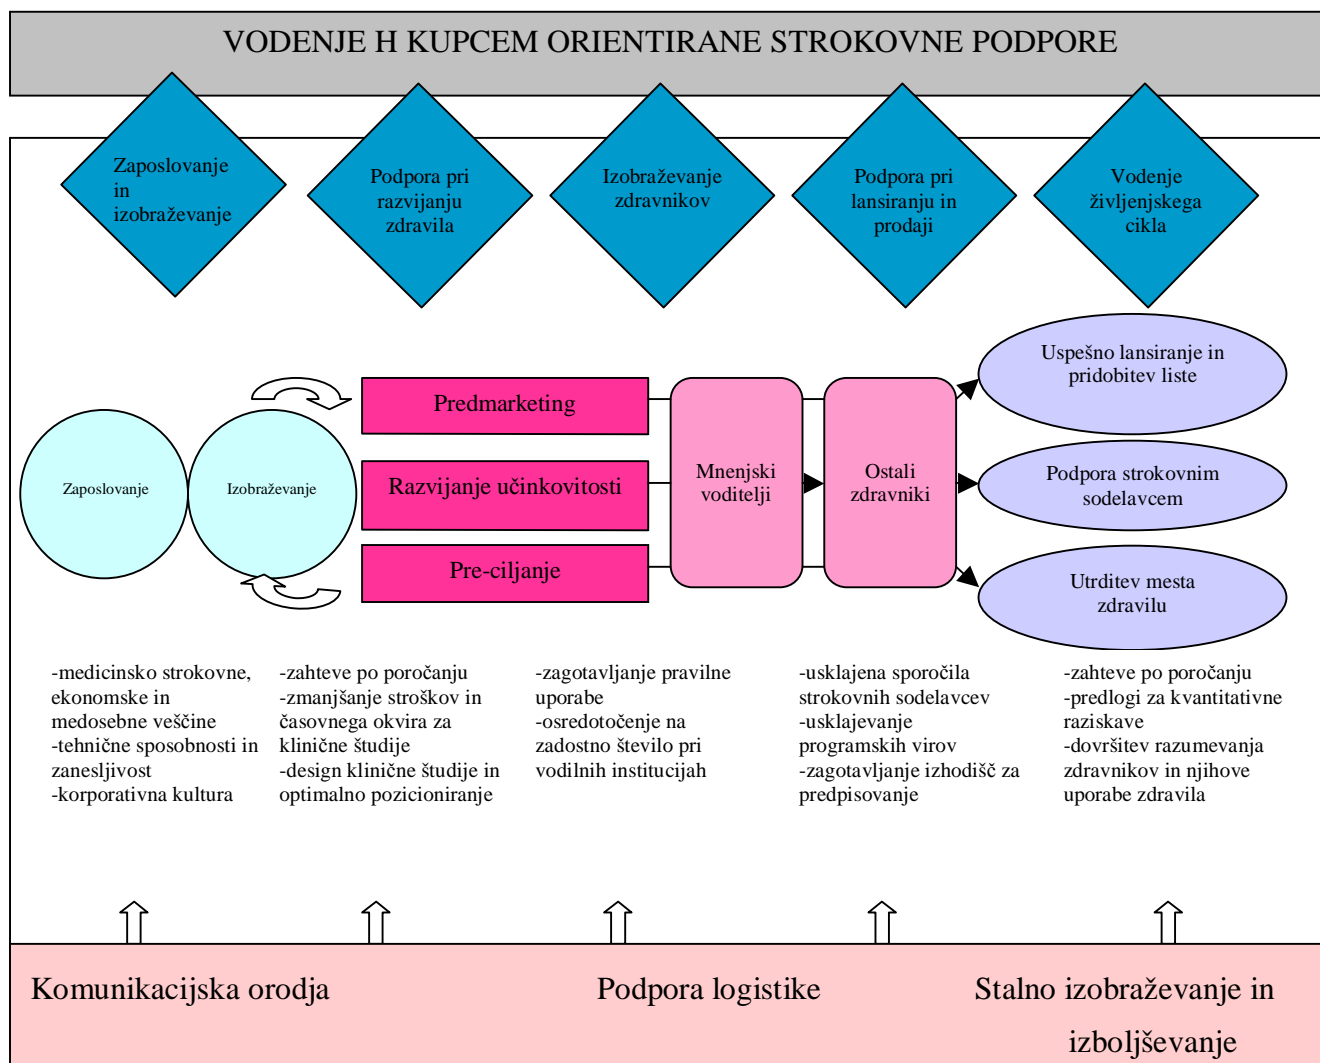 VODENJE H KUPCEM ORIENTIRANE STROKOVNE PODPORE
Zaposlovanje
in
izobraževanje
Podpora pri
razvijanju
zdravila
Izobraževanje
zdravnikov
Podpora pri
lansiranju in
prodaji
Vodenje
življenjskega
cikla
Zaposlovanje
Izobraževanje
Predmarketing
Razvijanje učinkovitosti
Pre-ciljanje
Mnenjski
voditelji
Ostali
zdravniki
Uspešno lansiranje in
pridobitev liste
Podpora strokovnim
sodelavcem
Utrditev mesta
zdravilu
-medicinsko strokovne,
ekonomske in
medosebne veščine
-tehnične sposobnosti in
zanesljivost
-korporativna kultura
-zahteve po poročanju
-zmanjšanje stroškov in
časovnega okvira za
klinične študije
-design klinične študije in
optimalno pozicioniranje
-zagotavljanje pravilne
uporabe
-osredotočenje na
zadostno število pri
vodilnih institucijah
-usklajena sporočila
strokovnih sodelavcev
-usklajevanje
programskih virov
-zagotavljanje izhodišč za
predpisovanje
-zahteve po poročanju
-predlogi za kvantitativne
raziskave
-dovršitev razumevanja
zdravnikov in njihove
uporabe zdravila
Komunikacijska orodja
Podpora logistike
Stalno izobraževanje in
izboljševanje